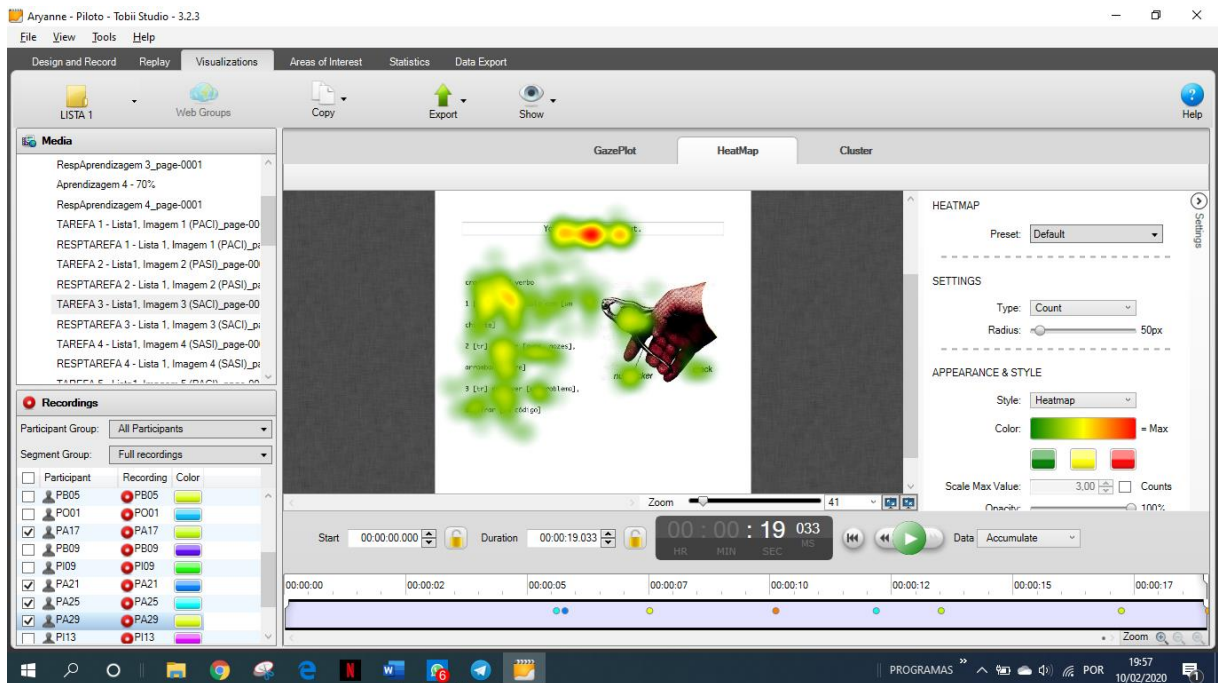 Aryanne - Piloto - Tobii Studio - 3.2.3
File View Tools Help
Design and Record Replay Visualizations Areas of Interest Statistics Data Export
LISTA 1 Web Groups Copy Export Show Help
Media
RespAprendizagem 3_page-0001
Aprendizagem 4 - 70%
RespAprendizagem 4_page-0001
TAREFA 1 - Lista1, Imagem 1 (PACI)_page-00
RESPTAREFA 1 - Lista 1, Imagem 1 (PACI)_pa
TAREFA 2 - Lista1, Imagem 2 (PASI)_page-00
RESPTAREFA 2 - Lista 1, Imagem 2 (PASI)_pa
TAREFA 3 - Lista1, Imagem 3 (SACI)_page-00
RESPTAREFA 3 - Lista 1, Imagem 3 (SACI)_pa
TAREFA 4 - Lista1, Imagem 4 (SASI)_page-00
RESPTAREFA 4 - Lista 1, Imagem 4 (SASI)_pa
Recordings
Participant Group: All Participants
Segment Group: Full recordings
Participant Recording Color
PB05 PB05
PO01 PO01
PA17 PA17
PB09 PB09
PI09 PI09
PA21 PA21
PA25 PA25
PA29 PA29
PI13 PI13
GazePlot HeatMap Cluster
verbo
1
2 [tr]
3 [tr]
código]
HEATMAP
Preset: Default
SETTINGS
Type: Count
Radius: 50px
APPEARANCE & STYLE
Style: Heatmap
Color: = Max
Scale Max Value: 3,00 Counts
Opacity: 100%
Settings
Zoom 41
Start 00:00:00.000 Duration 00:00:19.033 00 : 00 : 19 033 Data Accumulate
HR MIN SEC MS
00:00:00 00:00:02 00:00:05 00:00:07 00:00:10 00:00:12 00:00:15 00:00:17
Zoom
PROGRAMAS POR 19:57
10/02/2020